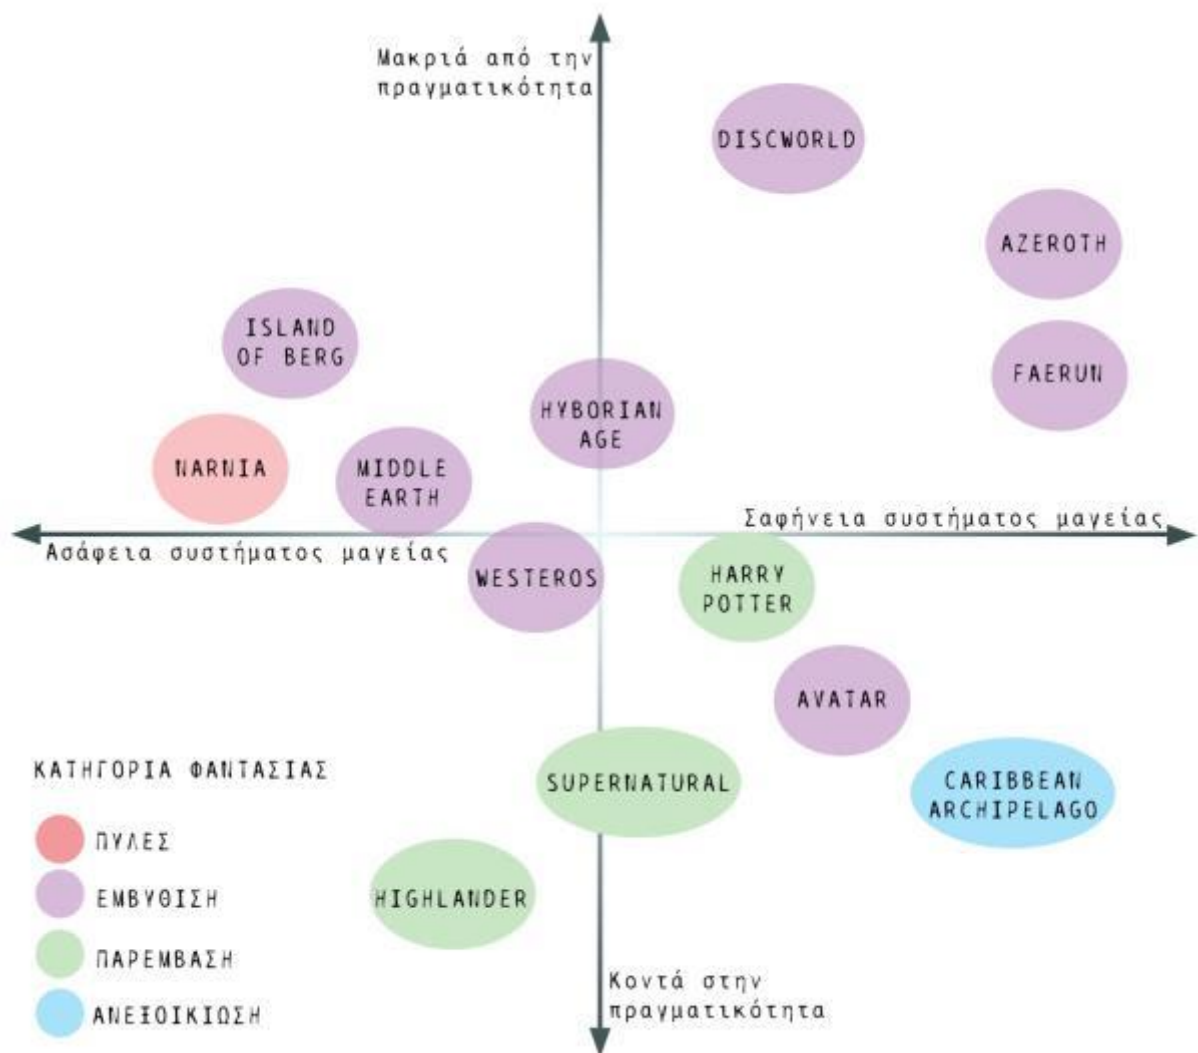 Μακριά από την
πραγματικότητα
DISCWORLD
AZEROTH
ISLAND
OF BERG
FAERUN
HYBORIAN
AGE
NARNIA
MIDDLE
EARTH
Σαφήνεια συστήματος μαγείας
Ασάφεια συστήματος μαγείας
WESTEROS
HARRY
POTTER
AVATAR
SUPERNATURAL
CARIBBEAN
ARCHIPELAGO
HIGHLANDER
ΚΑΤΗΓΟΡΙΑ ΦΑΝΤΑΣΙΑΣ
ΠΥΛΕΣ
ΕΜΒΥΘΙΣΗ
ΠΑΡΕΜΒΑΣΗ
ΑΝΕΞΟΙΚΙΩΣΗ
Κοντά στην
πραγματικότητα